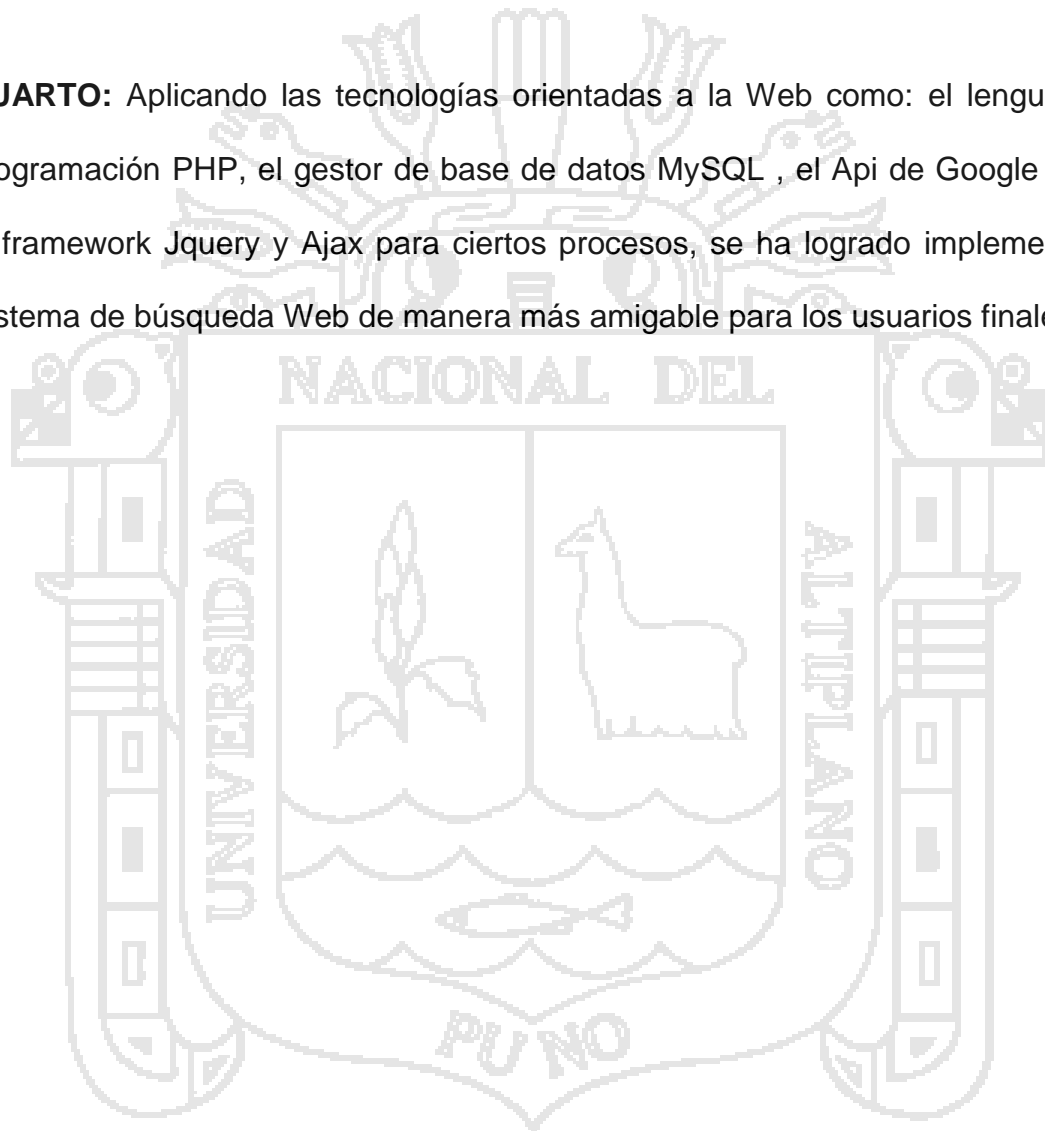 UARTO: Aplicando las tecnologías orientadas a la Web como: el lengu
ogramación PHP, el gestor de base de datos MySQL , el Api de Google
framework Jquery y Ajax para ciertos procesos, se ha logrado impleme
stema de búsqueda Web de manera más amigable para los usuarios finale
NACIONAL DEL
UNIVERSIDAD
ALTIPLANO
PUNO